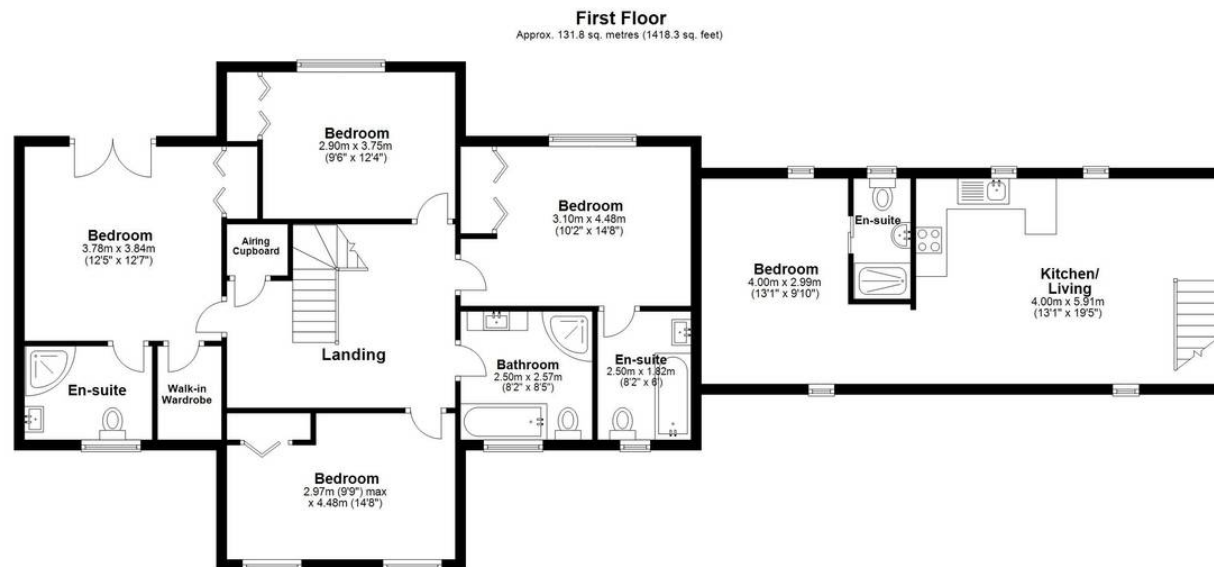 First Floor
Approx. 131.8 sq. metres (1418.3 sq. feet)
Bedroom
2.90m x 3.75m
(9'6" x 12'4")
Bedroom
3.78m x 3.84m
(12'5" x 12'7")
Airing
Cupboard
Bedroom
3.10m x 4.48m
(10'2" x 14'8")
En-suite
Bedroom
4.00m x 2.99m
(13'1" x 9'10")
Kitchen/
Living
4.00m x 5.91m
(13'1" x 19'5")
Landing
En-suite
Walk-in
Wardrobe
Bathroom
2.50m x 2.57m
(8'2" x 8'5")
En-suite
2.50m x 1.82m
(8'2" x 6')
Bedroom
2.97m (9'9") max
x 4.48m (14'8")